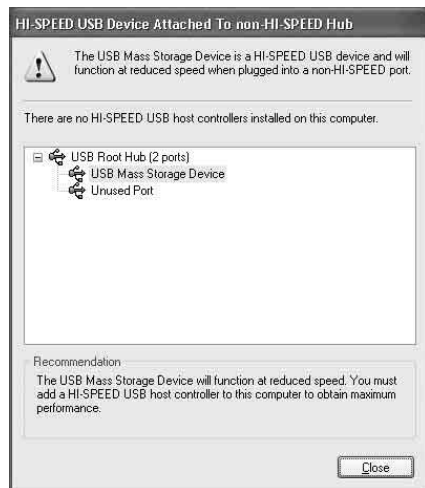 HI-SPEED USB Device Attached To non-HI-SPEED Hub
The USB Mass Storage Device is a HI-SPEED USB device and will
function at reduced speed when plugged into a non-HI-SPEED port.
There are no HI-SPEED USB host controllers installed on this computer.
USB Root Hub (2 ports)
USB Mass Storage Device
Unused Port
Recommendation
The USB Mass Storage Device will function at reduced speed. You must
add a HI-SPEED USB host controller to this computer to obtain maximum
performance.
Close